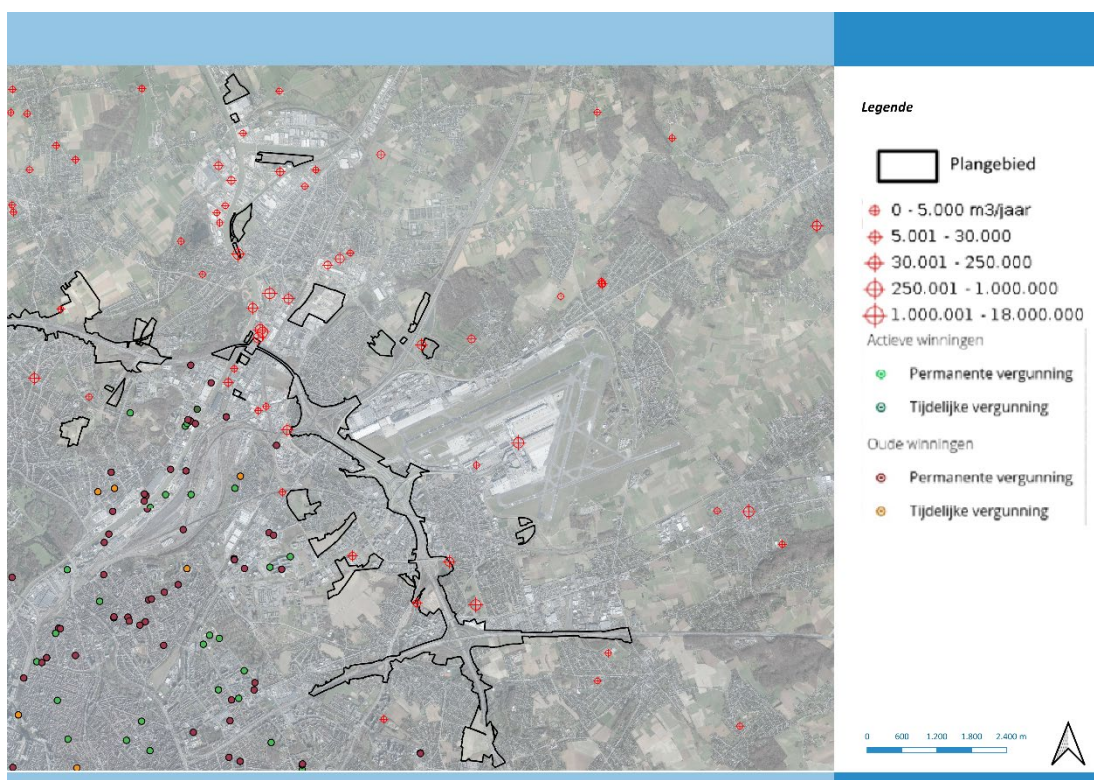 Legende
Plangebied
0 - 5.000 m3/jaar
5.001 - 30.000
30.001 - 250.000
250.001 - 1.000.000
1.000.001 - 18.000.000
Actieve winningen
Permanente vergunning
Tijdelijke vergunning
Oude winningen
Permanente vergunning
Tijdelijke vergunning
0 600 1.200 1.800 2.400 m